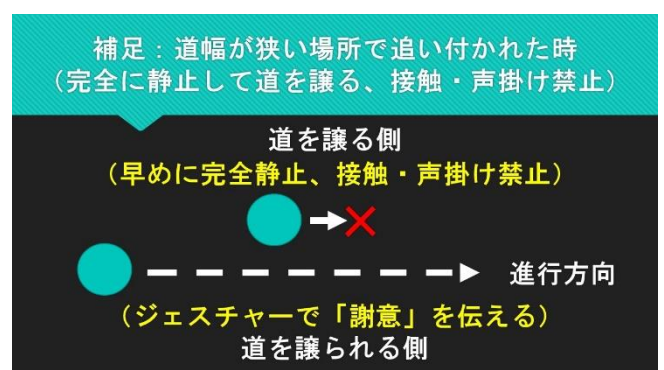 補足：道幅が狭い場所で追い付かれた時
（完全に静止して道を譲る、接触・声掛け禁止）
道を譲る側
（早めに完全静止、接触・声掛け禁止）
進行方向
（ジェスチャーで「謝意」を伝える）
道を譲られる側